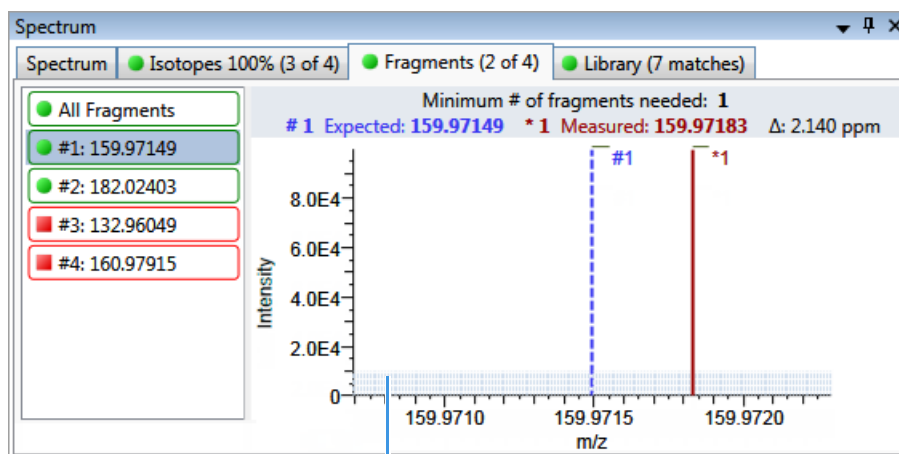 Spectrum
Spectrum Isotopes 100% (3 of 4) Fragments (2 of 4) Library (7 matches)
All Fragments
#1: 159.97149
#2: 182.02403
#3: 132.96049
#4: 160.97915
Minimum # of fragments needed: 1
# 1 Expected: 159.97149 * 1 Measured: 159.97183 Δ: 2.140 ppm
#1 *1
8.0E4
6.0E4
4.0E4
2.0E4
0
Intensity
159.9710 159.9715 159.9720
m/z